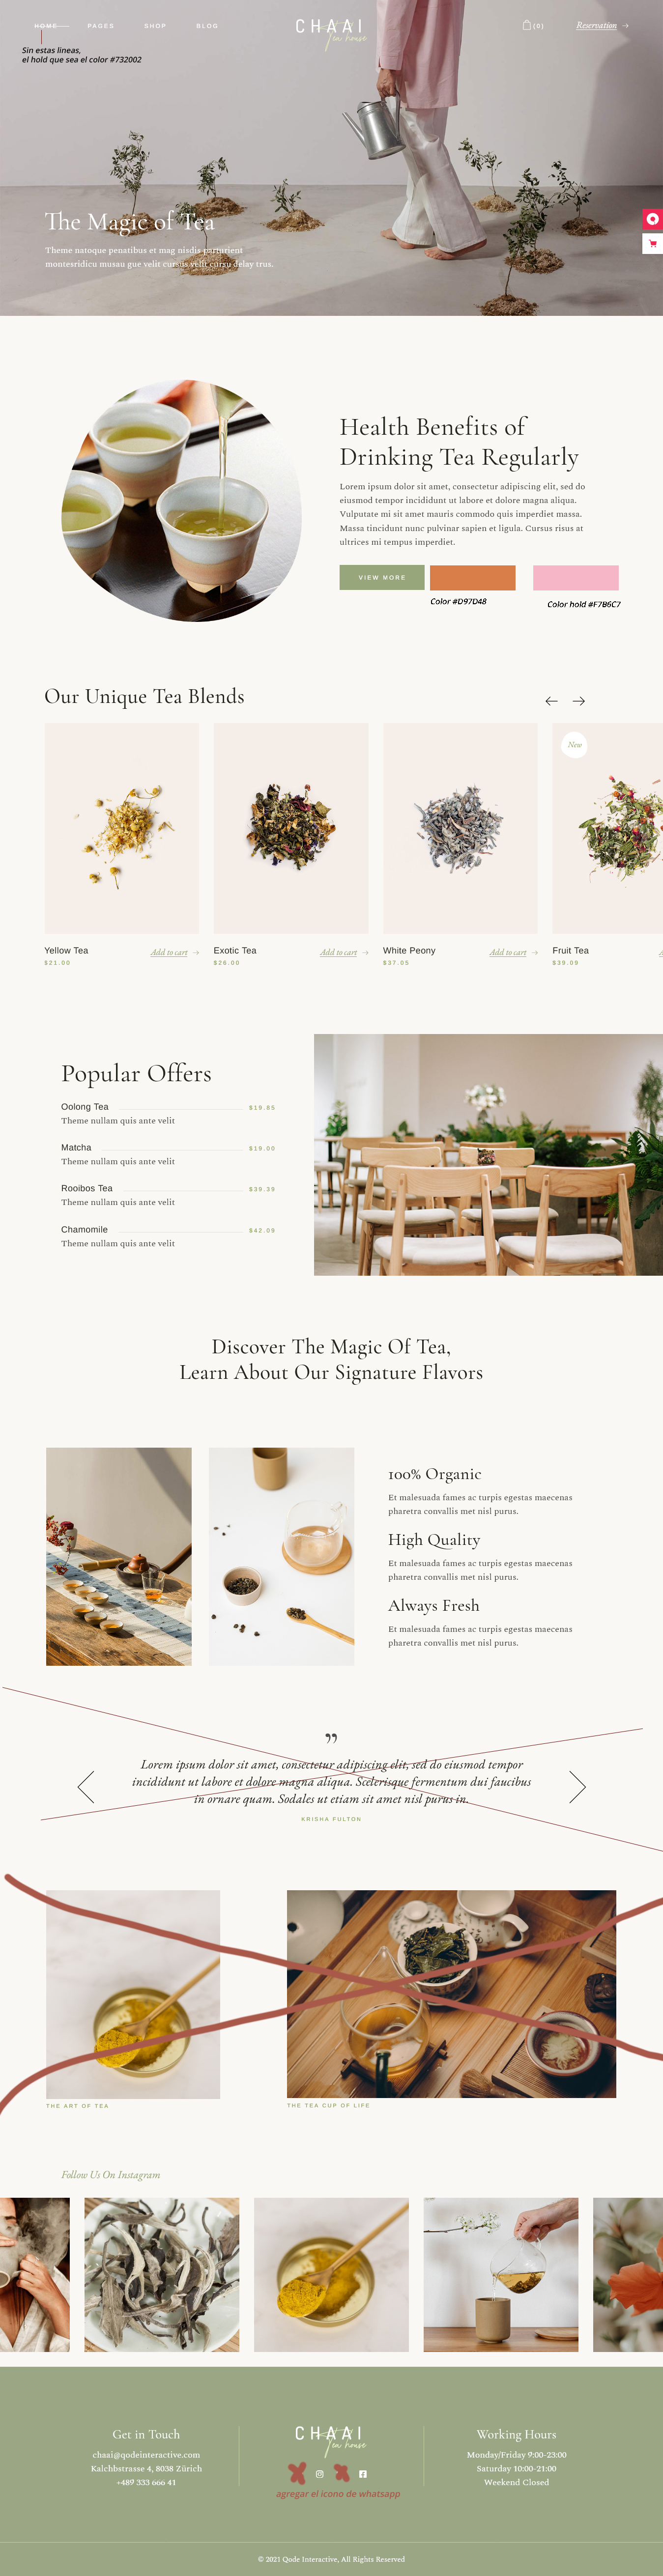 HOME PAGES SHOP BLOG
CHAAI
Tea house
(0)
Reservation →
Sin estas lineas,
el hold que sea el color #732002
The Magic of Tea
Theme natoque penatibus et mag nisdis parturient
montesridicu musau gue velit cursus velit cursu delay trus.
Health Benefits of
Drinking Tea Regularly
Lorem ipsum dolor sit amet, consectetur adipiscing elit, sed do
eiusmod tempor incididunt ut labore et dolore magna aliqua.
Vulputate mi sit amet mauris commodo quis imperdiet massa.
Massa tincidunt nunc pulvinar sapien et ligula. Cursus risus at
ultrices mi tempus imperdiet.
VIEW MORE
Color #D97D48
Color hold #F7B6C7
Our Unique Tea Blends
New
Yellow Tea
Add to cart →
$21.00
Exotic Tea
Add to cart →
$26.00
White Peony
Add to cart →
$37.65
Fruit Tea
$39.09
Popular Offers
Oolong Tea $19.85
Theme nullam quis ante velit
Matcha $19.00
Theme nullam quis ante velit
Rooibos Tea $39.39
Theme nullam quis ante velit
Chamomile $42.09
Theme nullam quis ante velit
Discover The Magic Of Tea,
Learn About Our Signature Flavors
100% Organic
Et malesuada fames ac turpis egestas maecenas
pharetra convallis met nisl purus.
High Quality
Et malesuada fames ac turpis egestas maecenas
pharetra convallis met nisl purus.
Always Fresh
Et malesuada fames ac turpis egestas maecenas
pharetra convallis met nisl purus.
”
Lorem ipsum dolor sit amet, consectetur adipiscing elit, sed do eiusmod tempor
incididunt ut labore et dolore magna aliqua. Scelerisque fermentum dui faucibus
in ornare quam. Sodales ut etiam sit amet nisl purus in.
KRISHA FULTON
THE ART OF TEA
THE TEA CUP OF LIFE
Follow Us On Instagram
Get in Touch
chaai@qodeinteractive.com
Kalchbstrasse 4, 8038 Zürich
+489 333 666 41
CHAAI
Tea house
agregar el icono de whatsapp
Working Hours
Monday/Friday 9:00-23:00
Saturday 10:00-21:00
Weekend Closed
© 2021 Qode Interactive, All Rights Reserved